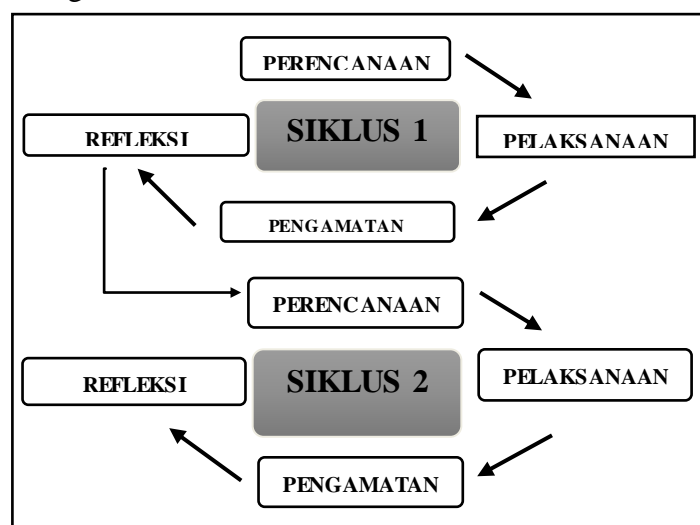 PERENCANAAN
REFLEKSI
SIKLUS 1
PELAKSANAAN
PENGAMATAN
PERENCANAAN
REFLEKSI
SIKLUS 2
PELAKSANAAN
PENGAMATAN